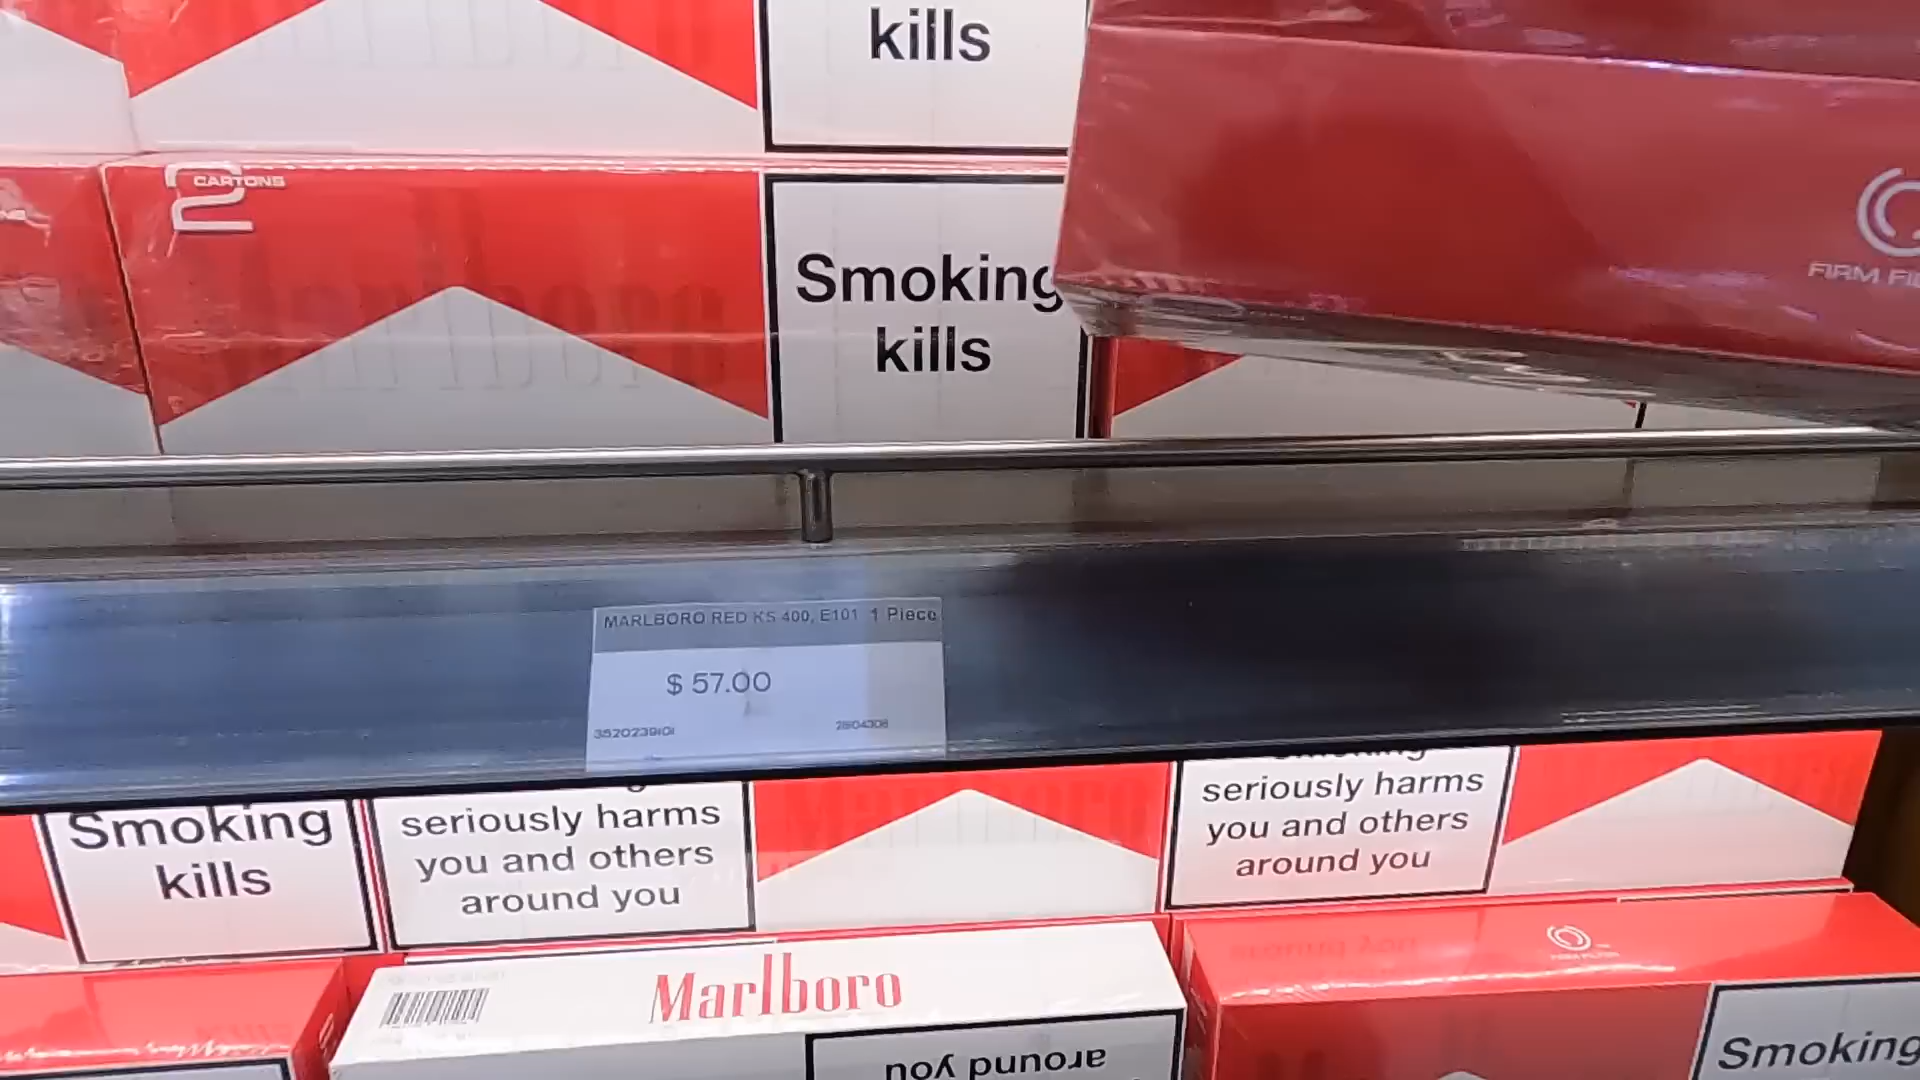 kills
2
CARTONS
Smoking
kills
FIRM
MARLBORO RED KS 400, E101 1 Piece
$ 57.00
Smoking
kills
seriously harms
you and others
around you
seriously harms
you and others
around you
Marlboro
around you
Smoking